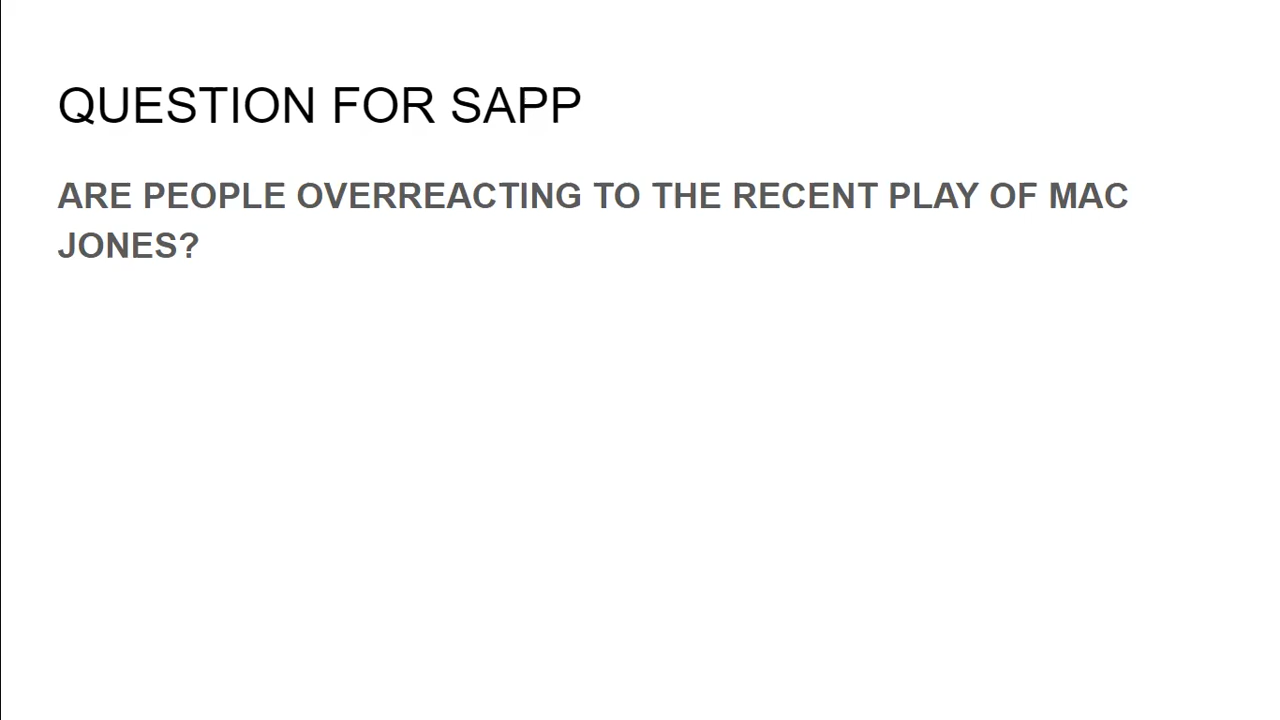 QUESTION FOR SAPP
ARE PEOPLE OVERREACTING TO THE RECENT PLAY OF MAC
JONES?